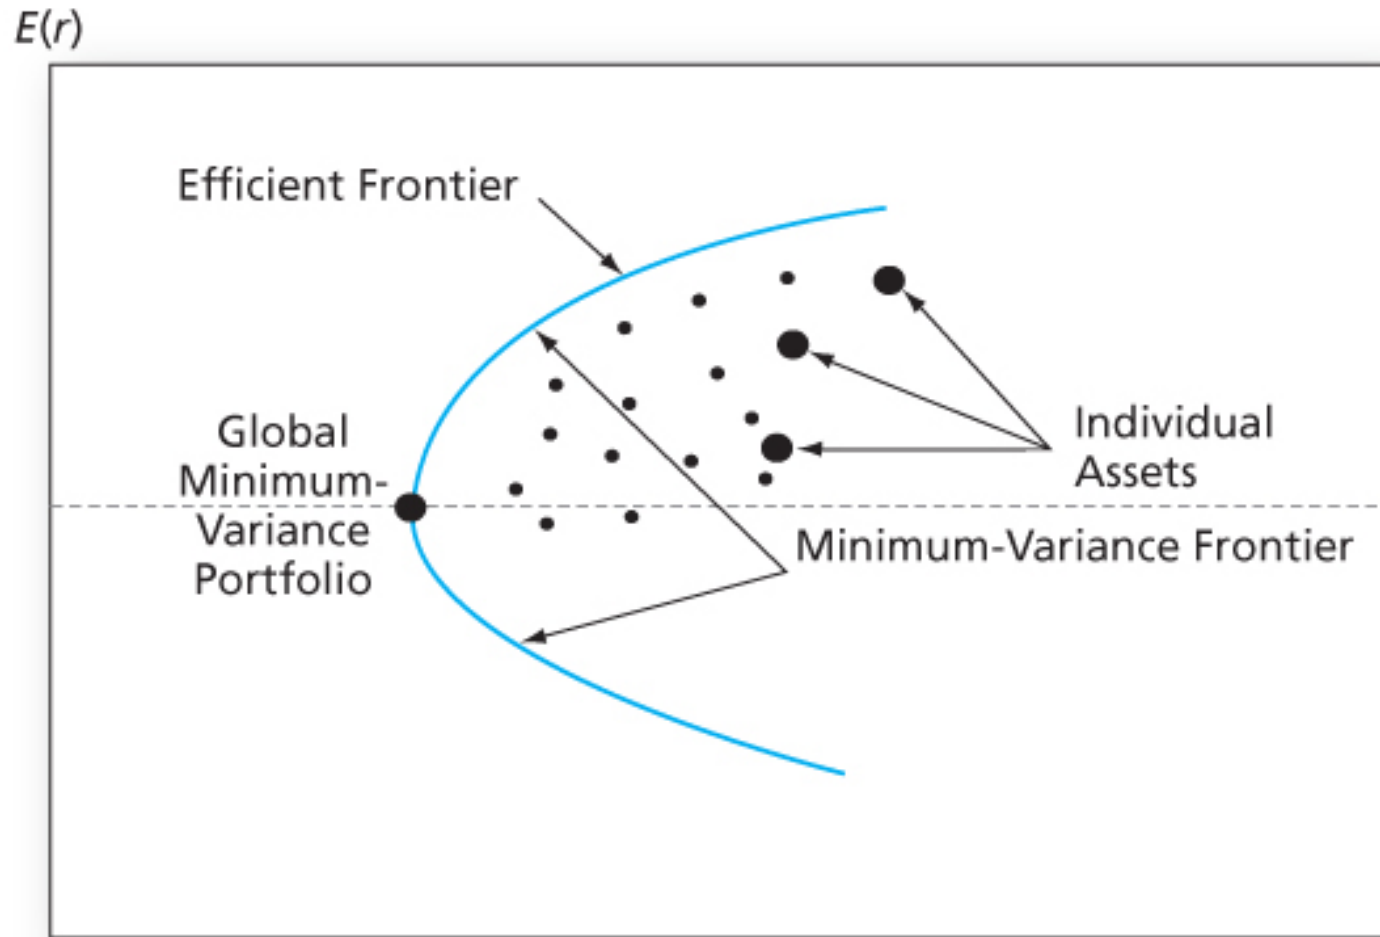 E(r)
Efficient Frontier
Global
Minimum-
Variance
Portfolio
Individual
Assets
Minimum-Variance Frontier